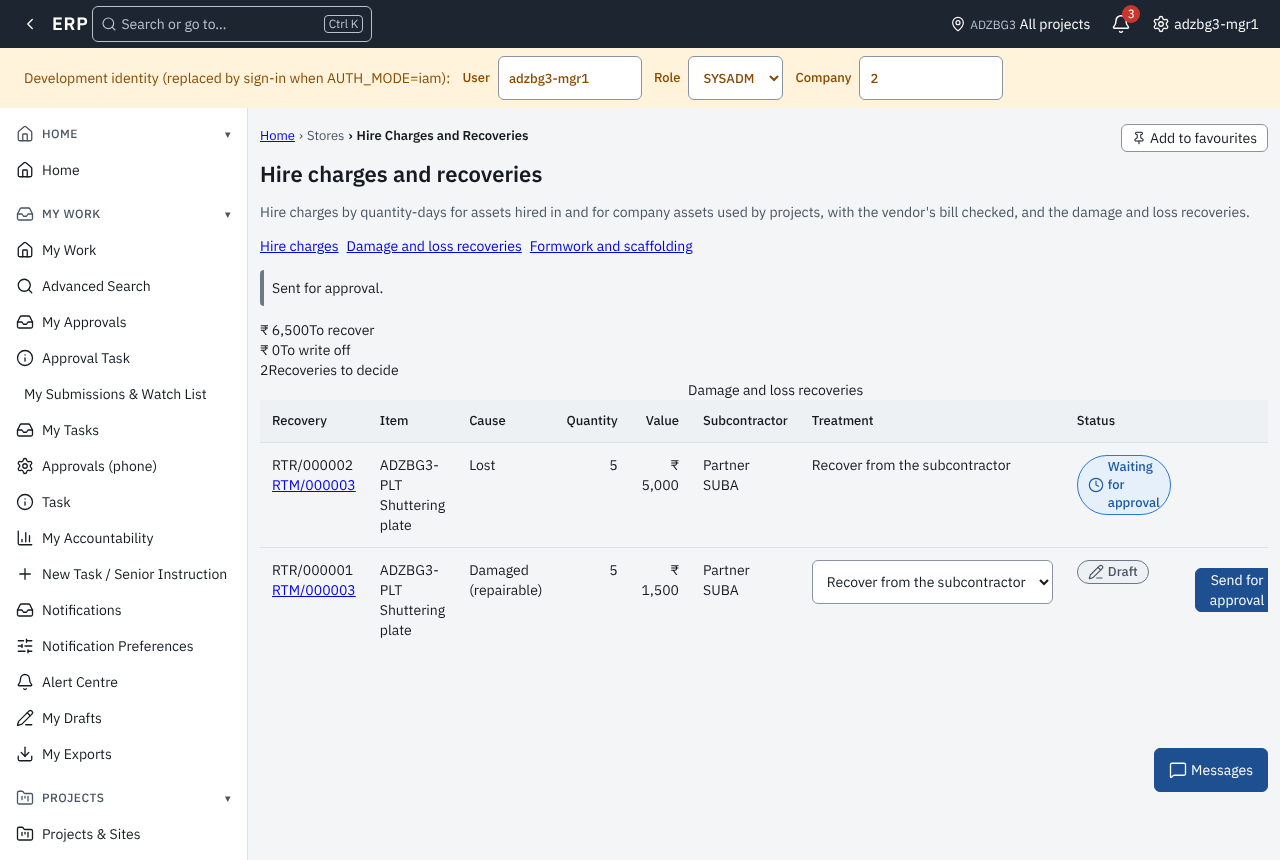 ERP
Search or go to...
Ctrl K
ADZBG3 All projects
3
adzbg3-mgr1
Development identity (replaced by sign-in when AUTH_MODE=iam):
User
adzbg3-mgr1
Role
SYSADM
Company
2
HOME
Home
MY WORK
My Work
Advanced Search
My Approvals
Approval Task
My Submissions & Watch List
My Tasks
Approvals (phone)
Task
My Accountability
New Task / Senior Instruction
Notifications
Notification Preferences
Alert Centre
My Drafts
My Exports
PROJECTS
Projects & Sites
Home › Stores › Hire Charges and Recoveries
Add to favourites
Hire charges and recoveries
Hire charges by quantity-days for assets hired in and for company assets used by projects, with the vendor's bill checked, and the damage and loss recoveries.
Hire charges Damage and loss recoveries Formwork and scaffolding
Sent for approval.
₹ 6,500To recover
₹ 0To write off
2Recoveries to decide
Damage and loss recoveries
Recovery Item Cause Quantity Value Subcontractor Treatment Status
RTR/000002
RTM/000003
ADZBG3-
PLT
Shuttering
plate
Lost
5
₹
5,000
Partner
SUBA
Recover from the subcontractor
Waiting
for
approval
RTR/000001
RTM/000003
ADZBG3-
PLT
Shuttering
plate
Damaged
(repairable)
5
₹
1,500
Partner
SUBA
Recover from the subcontractor
Draft
Send for
approval
Messages